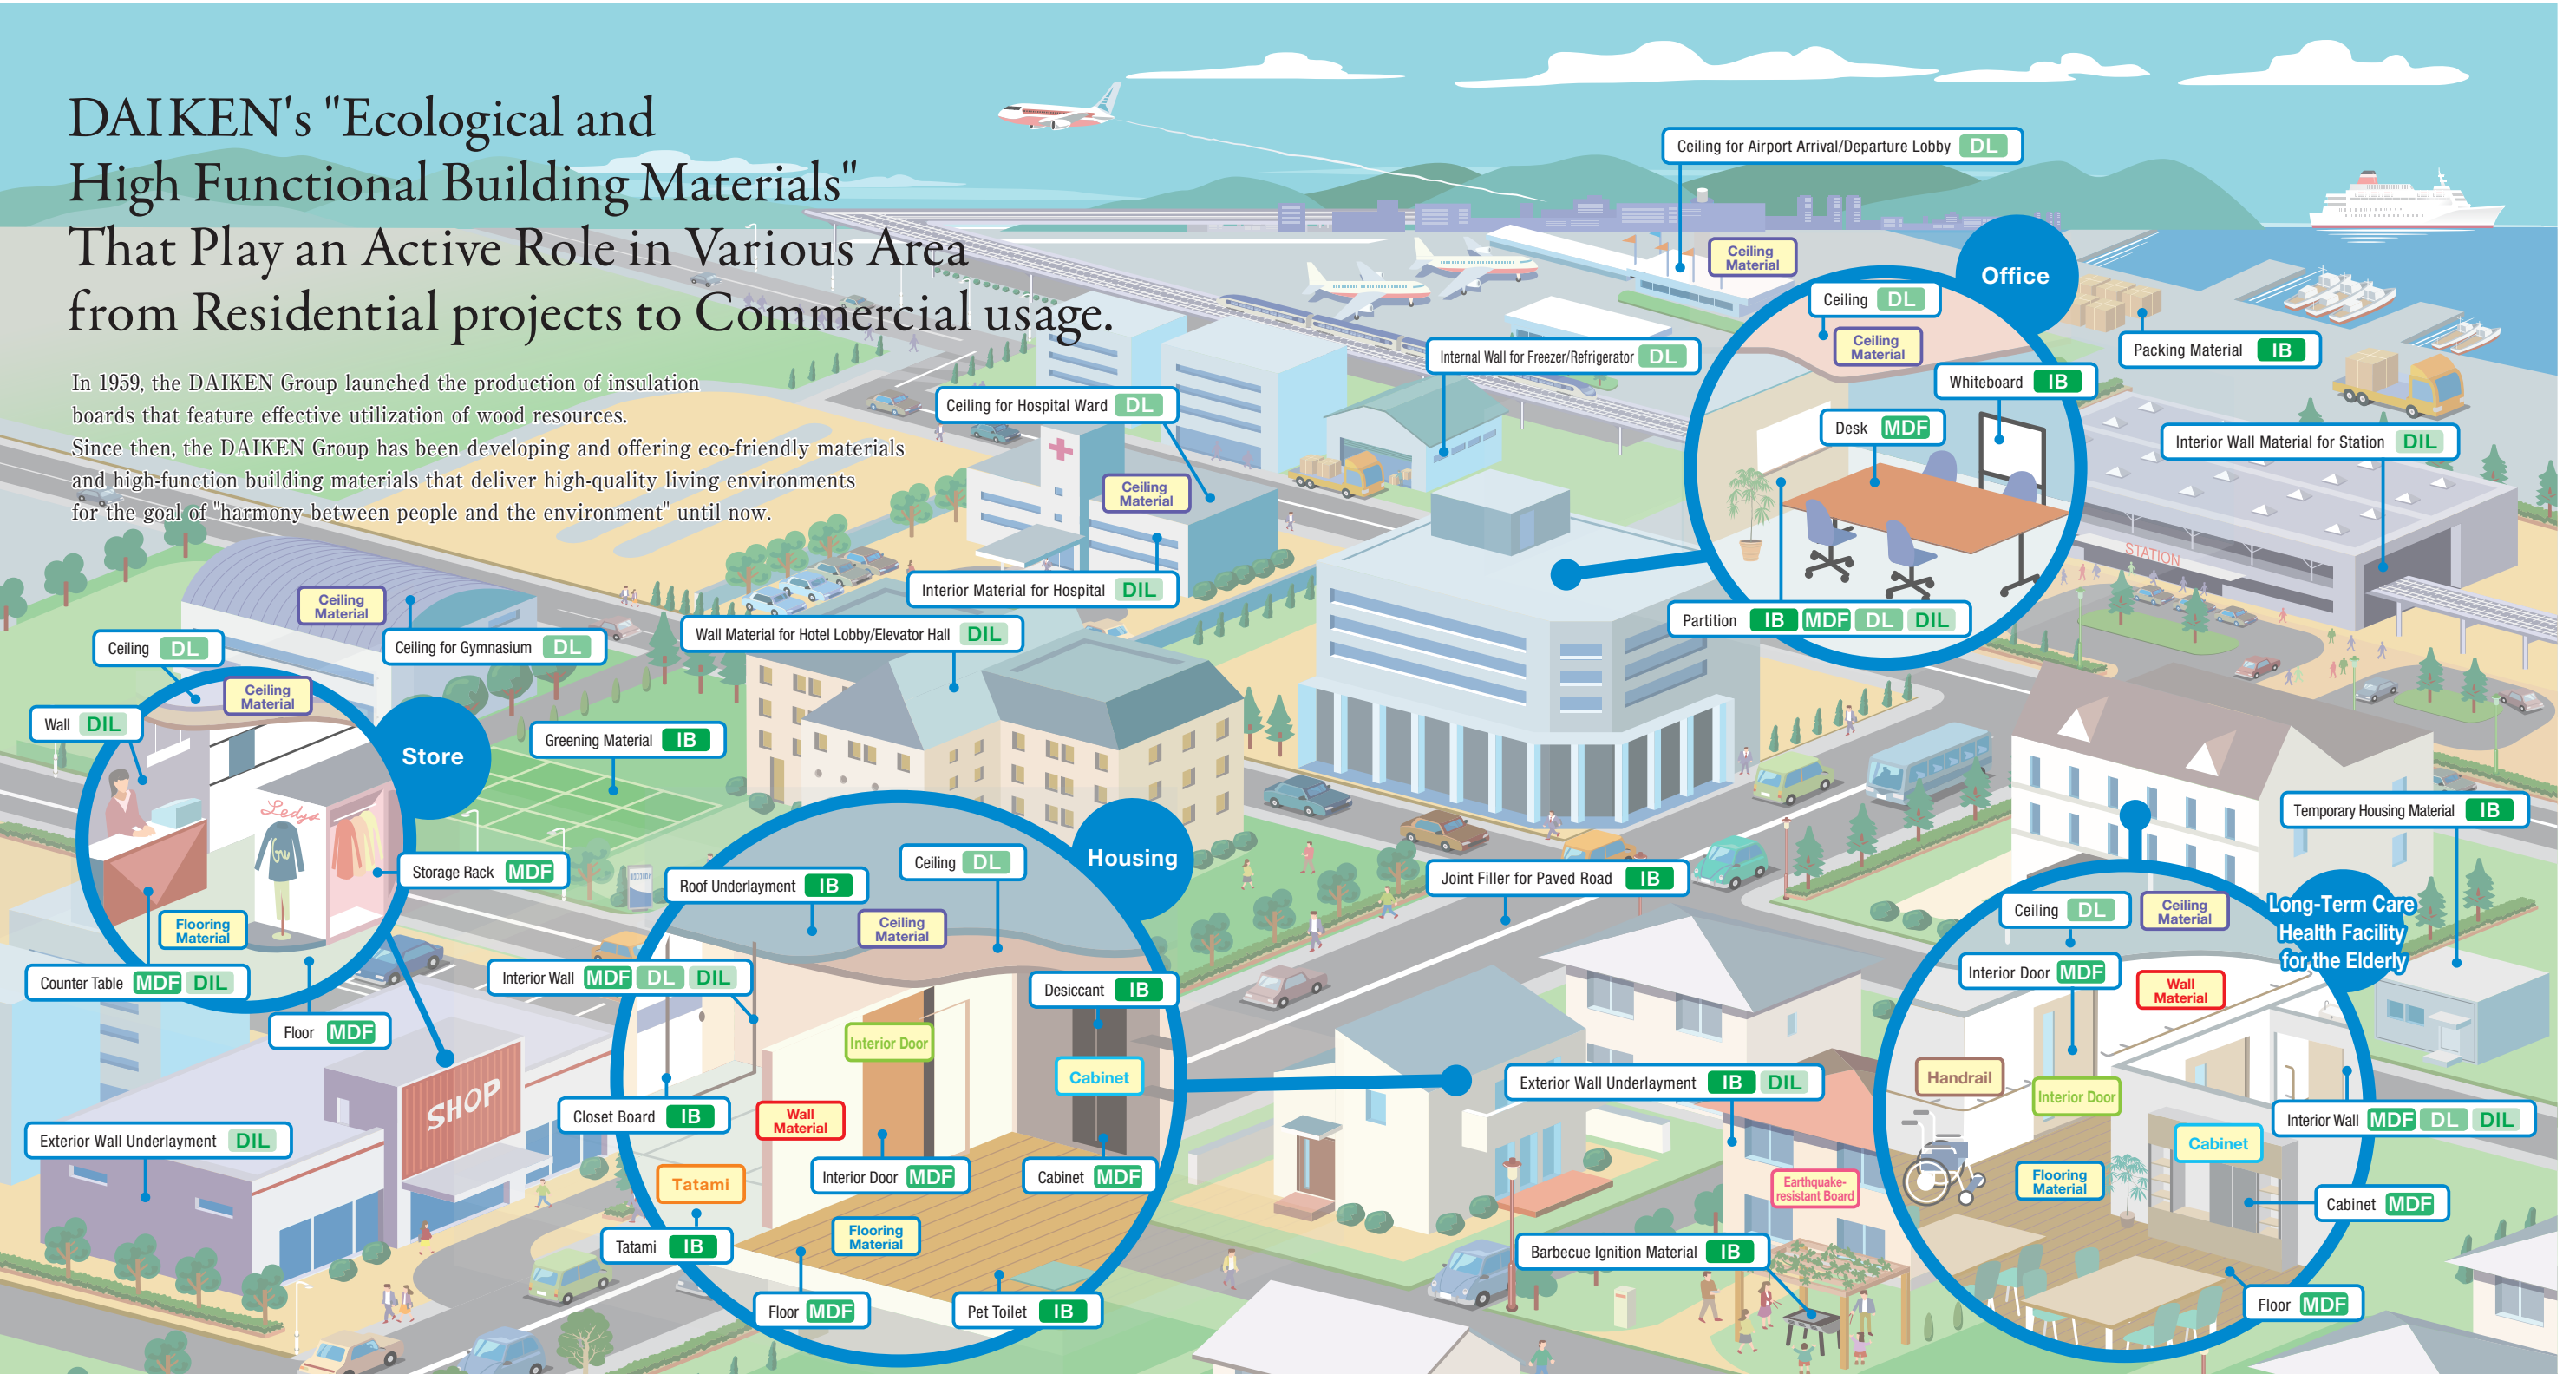 DAIKEN's "Ecological and
High Functional Building Materials"
That Play an Active Role in Various Area
from Residential projects to Commercial usage.
In 1959, the DAIKEN Group launched the production of insulation
boards that feature effective utilization of wood resources.
Since then, the DAIKEN Group has been developing and offering eco-friendly materials
and high-function building materials that deliver high-quality living environments
for the goal of "harmony between people and the environment" until now.
Ceiling for Airport Arrival/Departure Lobby DL
Ceiling
Material
Office
Ceiling DL
Ceiling
Material
Whiteboard IB
Desk MDF
Partition IB MDF DL DIL
Packing Material IB
Internal Wall for Freezer/Refrigerator DL
Interior Wall Material for Station DIL
STATION
Ceiling for Hospital Ward DL
Ceiling
Material
Interior Material for Hospital DIL
Ceiling
Material
Ceiling for Gymnasium DL
Wall Material for Hotel Lobby/Elevator Hall DIL
Greening Material IB
Store
Ceiling DL
Ceiling
Material
Wall DIL
Ledys
Storage Rack MDF
Flooring
Material
Counter Table MDF DIL
Floor MDF
SHOP
Exterior Wall Underlayment DIL
Housing
Ceiling DL
Roof Underlayment IB
Ceiling
Material
Interior Wall MDF DL DIL
Desiccant IB
Interior Door
Cabinet
Closet Board IB
Wall
Material
Interior Door MDF
Cabinet MDF
Tatami
Tatami IB
Flooring
Material
Floor MDF
Pet Toilet IB
Joint Filler for Paved Road IB
Exterior Wall Underlayment IB DIL
Earthquake-
resistant Board
Barbecue Ignition Material IB
Temporary Housing Material IB
Long-Term Care
Health Facility
for the Elderly
Ceiling DL
Ceiling
Material
Interior Door MDF
Wall
Material
Handrail
Interior Door
Interior Wall MDF DL DIL
Cabinet
Flooring
Material
Cabinet MDF
Floor MDF